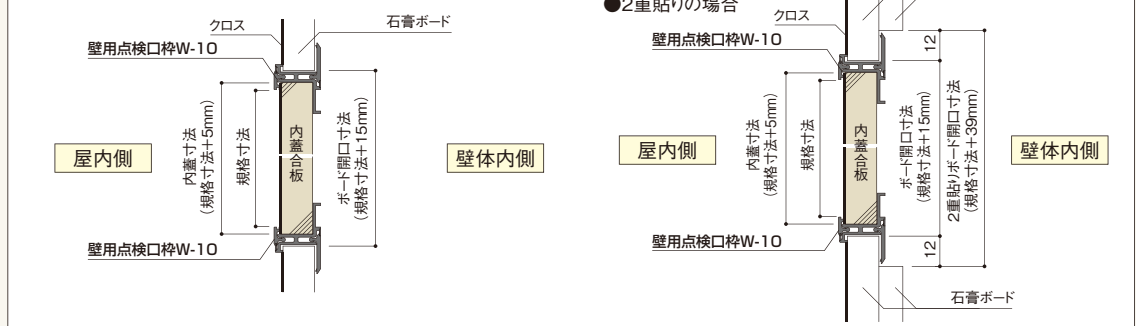 クロス
石膏ボード
壁用点検口枠W-10
屋内側
内蓋寸法
(規格寸法+5mm)
規格寸法
内蓋合板
ボード開口寸法
(規格寸法+15mm)
壁体内側
壁用点検口枠W-10
●2重貼りの場合
クロス
壁用点検口枠W-10
12
屋内側
内蓋寸法
(規格寸法+5mm)
規格寸法
内蓋合板
ボード開口寸法
(規格寸法+15mm)
2重貼りボード開口寸法
(規格寸法+39mm)
壁体内側
壁用点検口枠W-10
12
石膏ボード